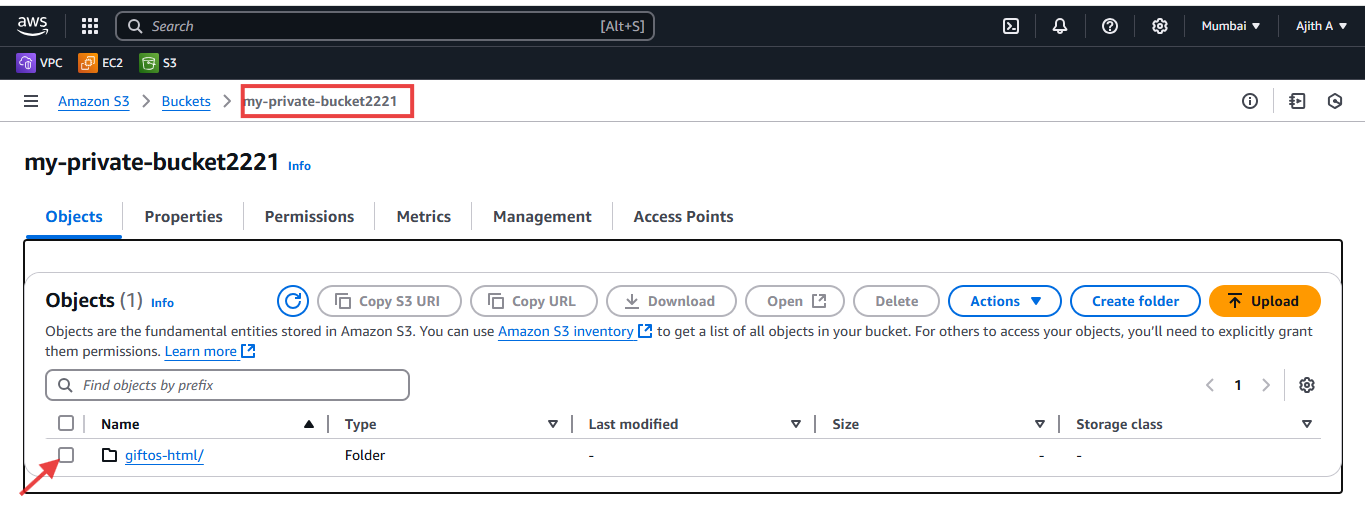 aws Search [Alt+S] Mumbai Ajith A
VPC EC2 S3
Amazon S3 Buckets my-private-bucket2221
my-private-bucket2221 Info
Objects Properties Permissions Metrics Management Access Points
Objects (1) Info Copy S3 URI Copy URL Download Open Delete Actions Create folder Upload
Objects are the fundamental entities stored in Amazon S3. You can use Amazon S3 inventory to get a list of all objects in your bucket. For others to access your objects, you'll need to explicitly grant
them permissions. Learn more
Find objects by prefix 1
Name Type Last modified Size Storage class
giftos-html/ Folder - - -